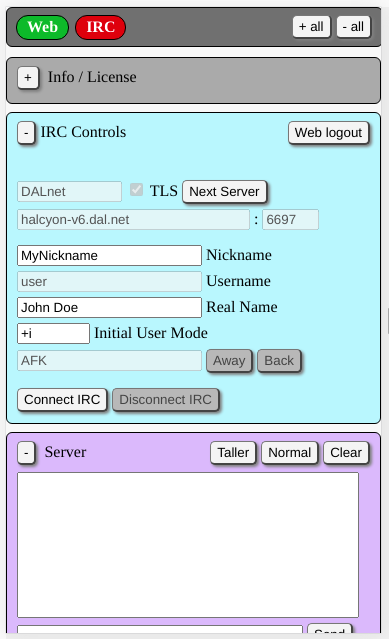 Web IRC + all - all
+ Info / License
- IRC Controls Web logout
DALnet TLS Next Server
halcyon-v6.dal.net : 6697
MyNickname Nickname
user Username
John Doe Real Name
+i Initial User Mode
AFK Away Back
Connect IRC Disconnect IRC
- Server Taller Normal Clear
Send